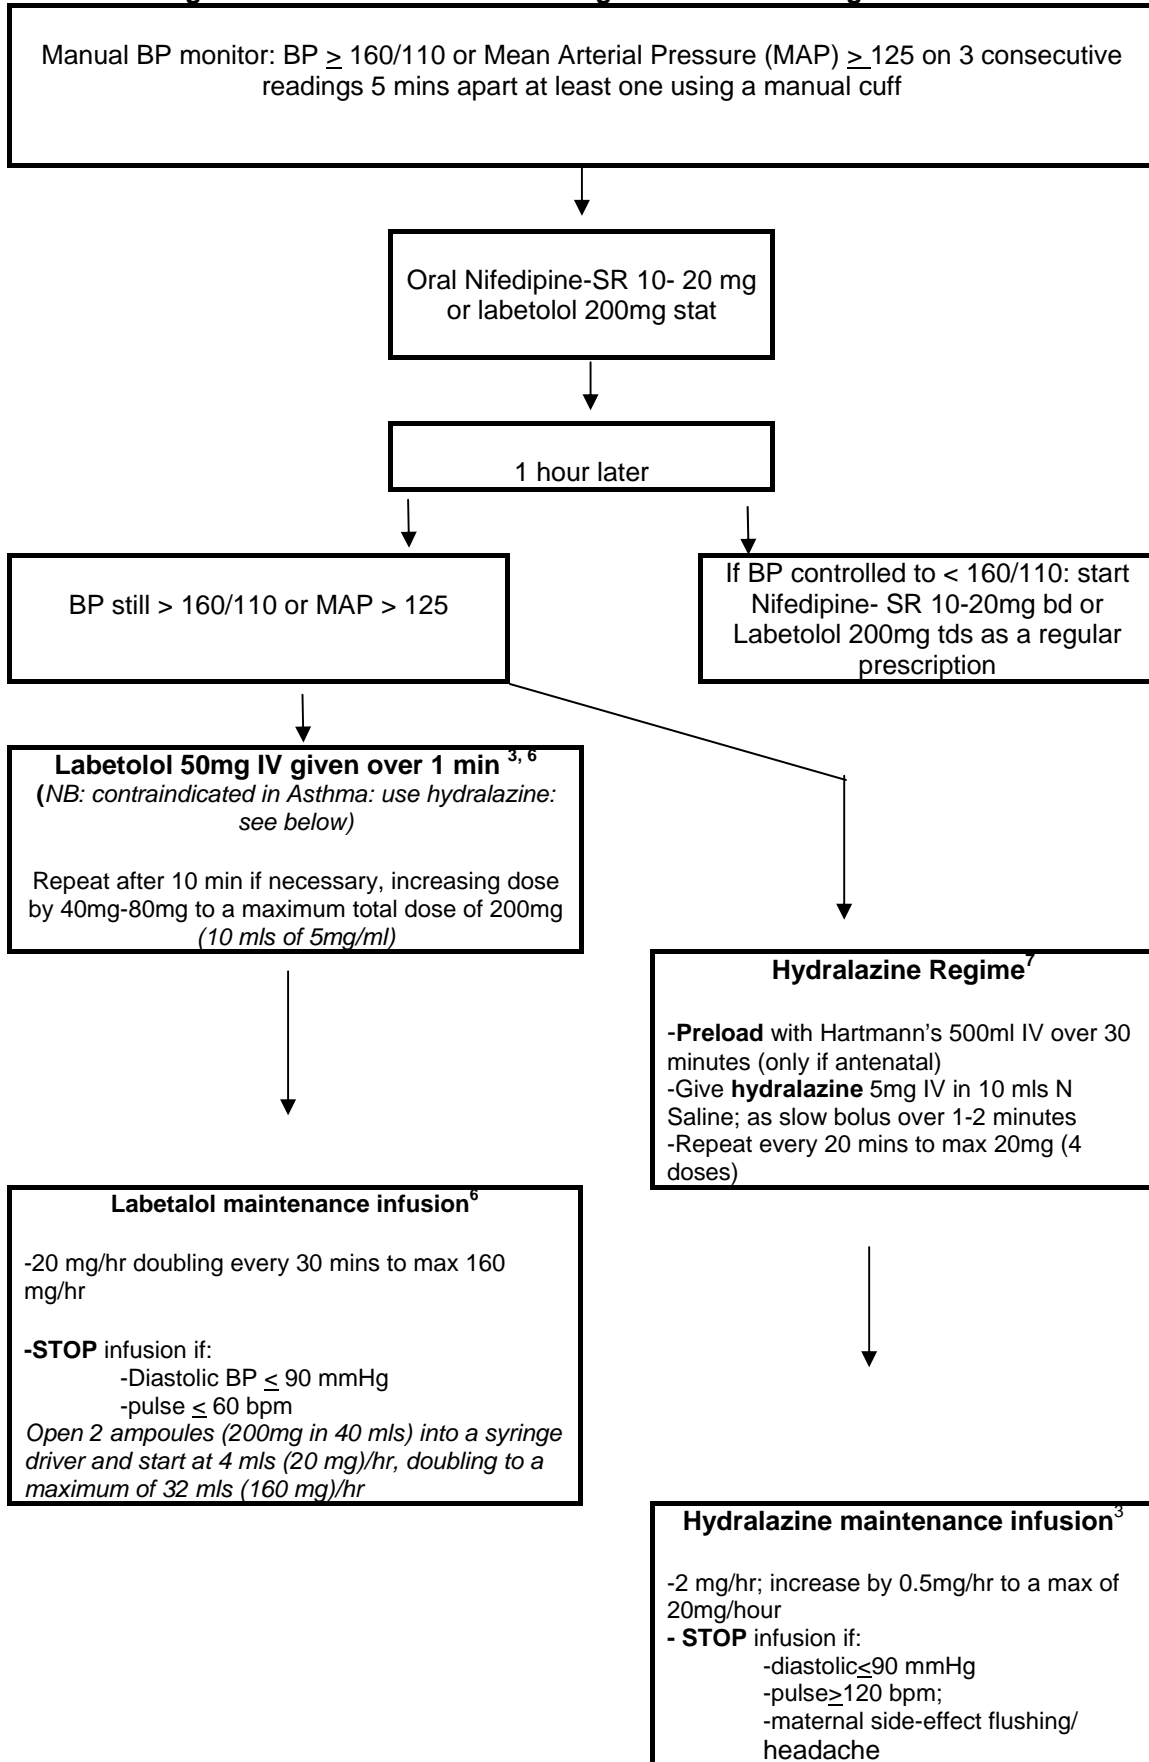 Manual BP monitor: BP ≥ 160/110 or Mean Arterial Pressure (MAP) ≥ 125 on 3 consecutive
readings 5 mins apart at least one using a manual cuff
Oral Nifedipine-SR 10- 20 mg
or labetolol 200mg stat
1 hour later
BP still > 160/110 or MAP > 125
If BP controlled to < 160/110: start
Nifedipine- SR 10-20mg bd or
Labetolol 200mg tds as a regular
prescription
Labetolol 50mg IV given over 1 min 3, 6
(NB: contraindicated in Asthma: use hydralazine:
see below)
Repeat after 10 min if necessary, increasing dose
by 40mg-80mg to a maximum total dose of 200mg
(10 mls of 5mg/ml)
Hydralazine Regime7
-Preload with Hartmann’s 500ml IV over 30
minutes (only if antenatal)
-Give hydralazine 5mg IV in 10 mls N
Saline; as slow bolus over 1-2 minutes
-Repeat every 20 mins to max 20mg (4
doses)
Labetalol maintenance infusion6
-20 mg/hr doubling every 30 mins to max 160
mg/hr
-STOP infusion if:
-Diastolic BP ≤ 90 mmHg
-pulse ≤ 60 bpm
Open 2 ampoules (200mg in 40 mls) into a syringe
driver and start at 4 mls (20 mg)/hr, doubling to a
maximum of 32 mls (160 mg)/hr
Hydralazine maintenance infusion3
-2 mg/hr; increase by 0.5mg/hr to a max of
20mg/hour
- STOP infusion if:
-diastolic≤90 mmHg
-pulse≥120 bpm;
-maternal side-effect flushing/
headache